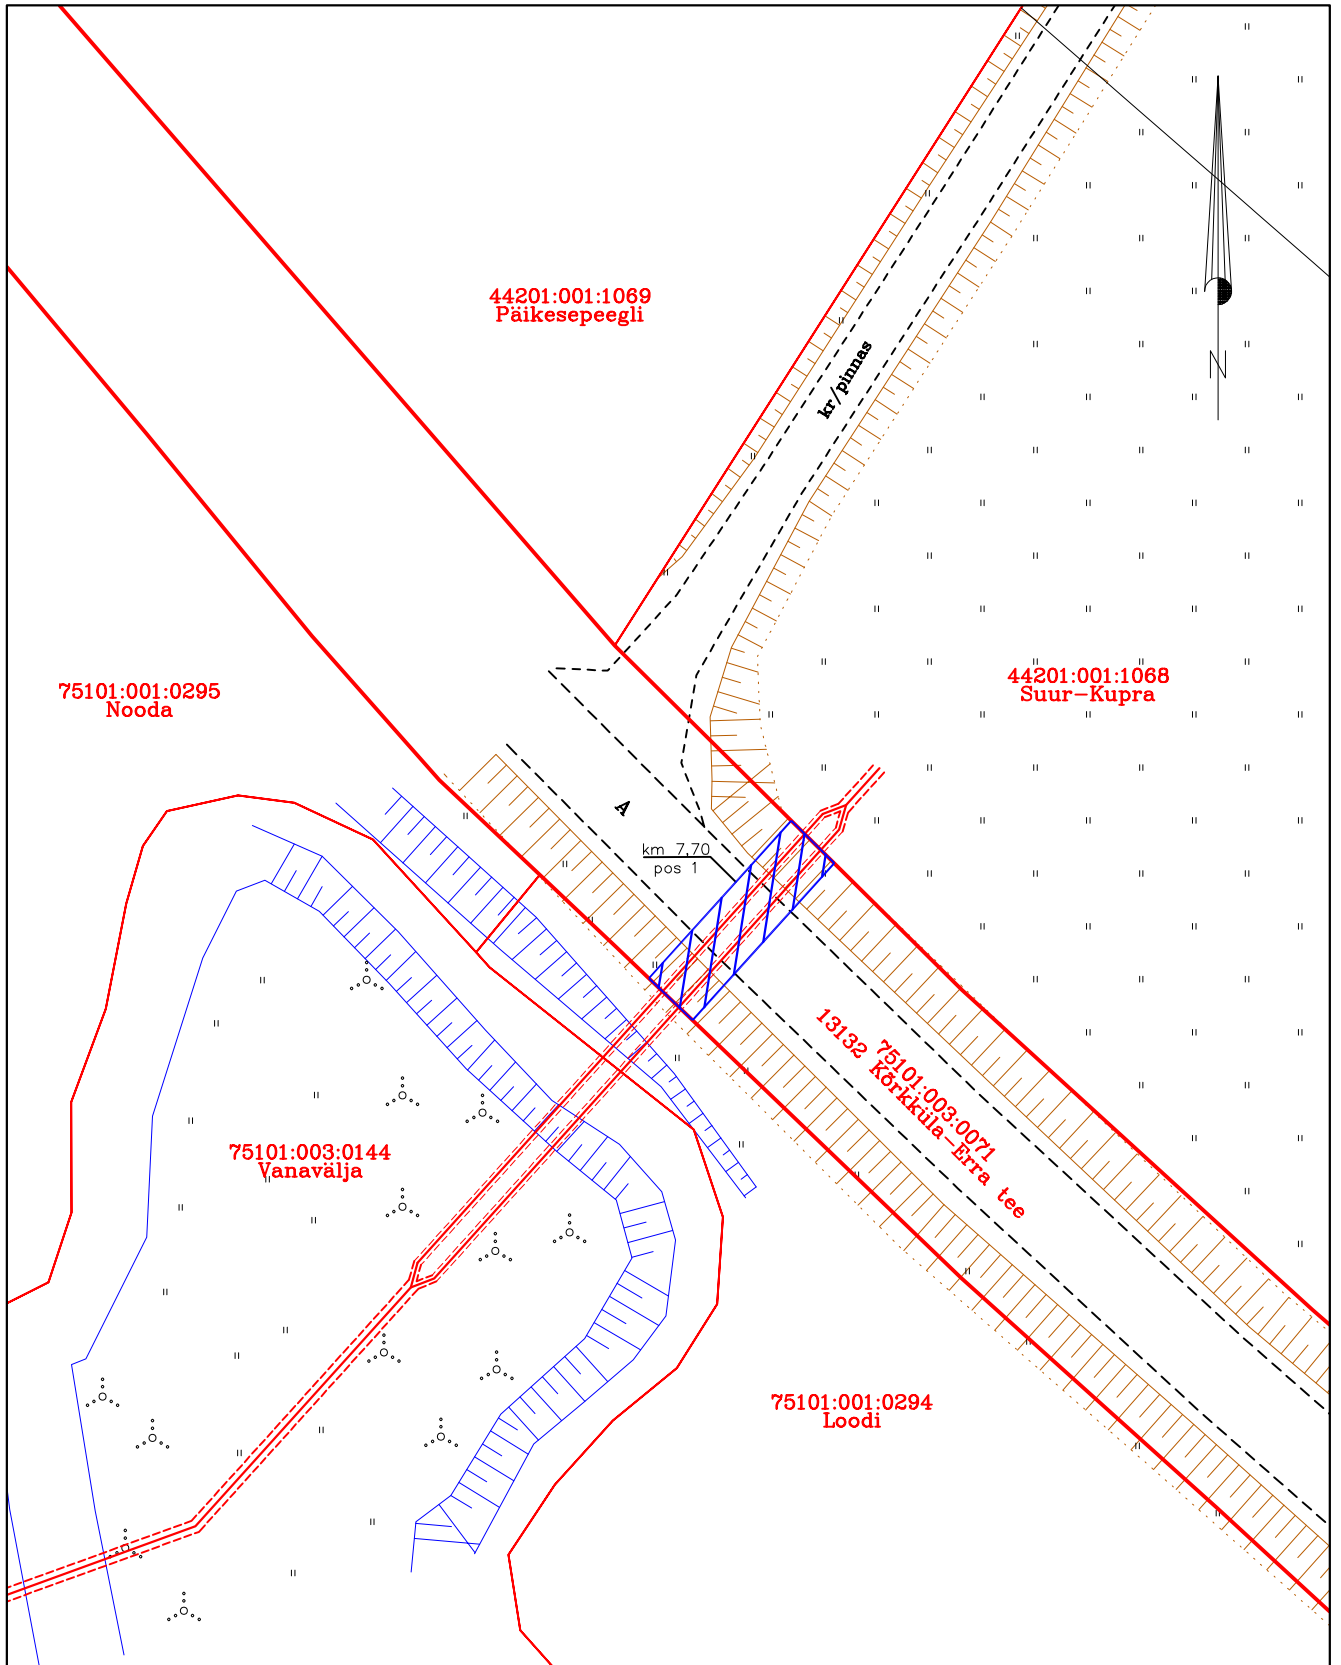 44201:001:1069
Päikesepeegli
kr/pinnas
N
75101:001:0295
Nooda
44201:001:1068
Suur-Kupra
A
km 7,70
pos 1
75101:003:0071
13132 Kõrkküla-Erra tee
75101:003:0144
Vanavälja
75101:001:0294
Loodi